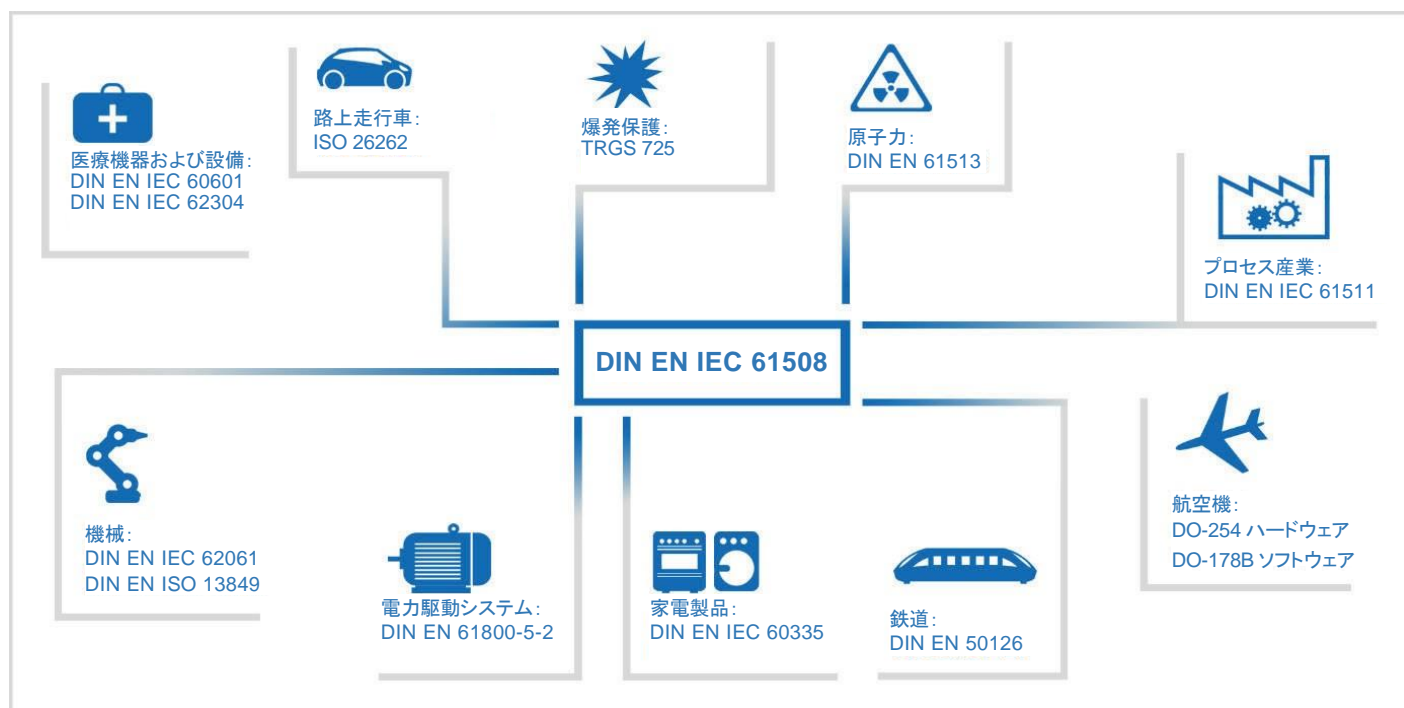 医療機器および設備:
DIN EN IEC 60601
DIN EN IEC 62304
路上走行車:
ISO 26262
爆発保護:
TRGS 725
原子力:
DIN EN 61513
プロセス産業:
DIN EN IEC 61511
DIN EN IEC 61508
機械:
DIN EN IEC 62061
DIN EN ISO 13849
電力駆動システム:
DIN EN 61800-5-2
家電製品:
DIN EN IEC 60335
鉄道:
DIN EN 50126
航空機:
DO-254 ハードウェア
DO-178B ソフトウェア